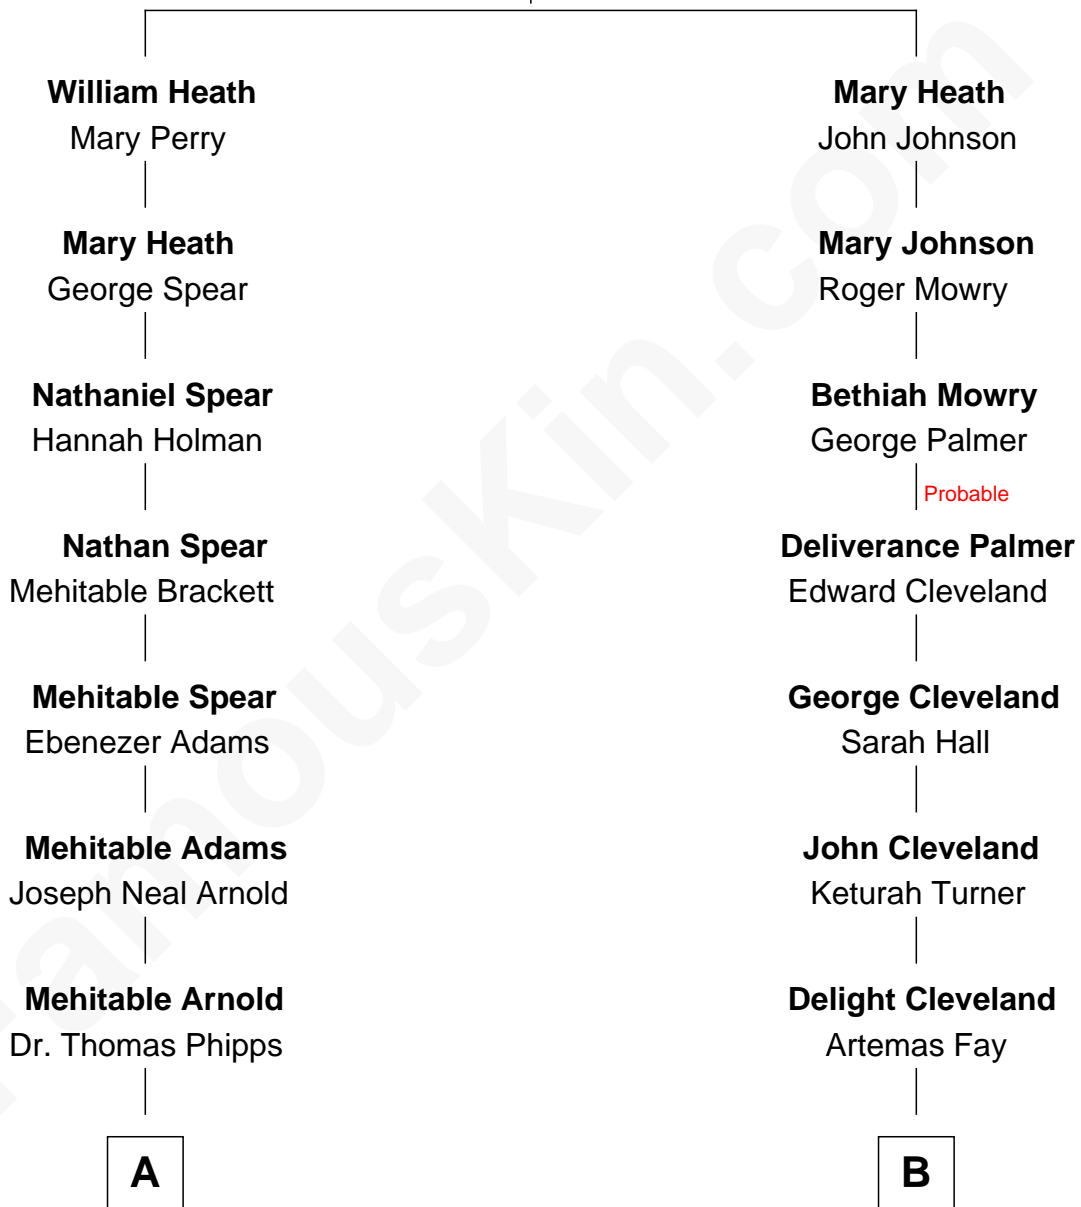 William Heath
Mary Perry
Mary Heath
John Johnson
Mary Heath
George Spear
Mary Johnson
Roger Mowry
Nathaniel Spear
Hannah Holman
Bethiah Mowry
George Palmer
Probable
Nathan Spear
Mehitable Brackett
Deliverance Palmer
Edward Cleveland
Mehitable Spear
Ebenezer Adams
George Cleveland
Sarah Hall
Mehitable Adams
Joseph Neal Arnold
John Cleveland
Keturah Turner
Mehitable Arnold
Dr. Thomas Phipps
Delight Cleveland
Artemas Fay
A
B
FamousKin.com